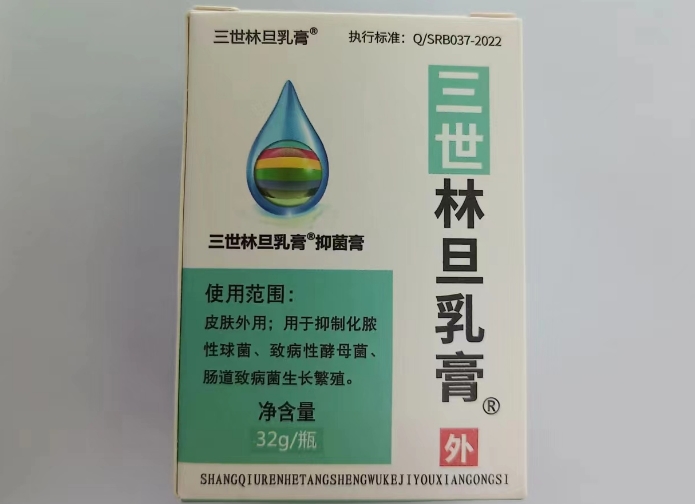 三世林旦乳膏®
执行标准：Q/SRB037-2022
三世林旦乳膏®
外
三世林旦乳膏®抑菌膏
使用范围：
皮肤外用；用于抑制化脓
性球菌、致病性酵母菌、
肠道致病菌生长繁殖。
净含量
32g/瓶
SHANGQIURENHETANGSHENGWUKEJIYOUXIANGONGSI